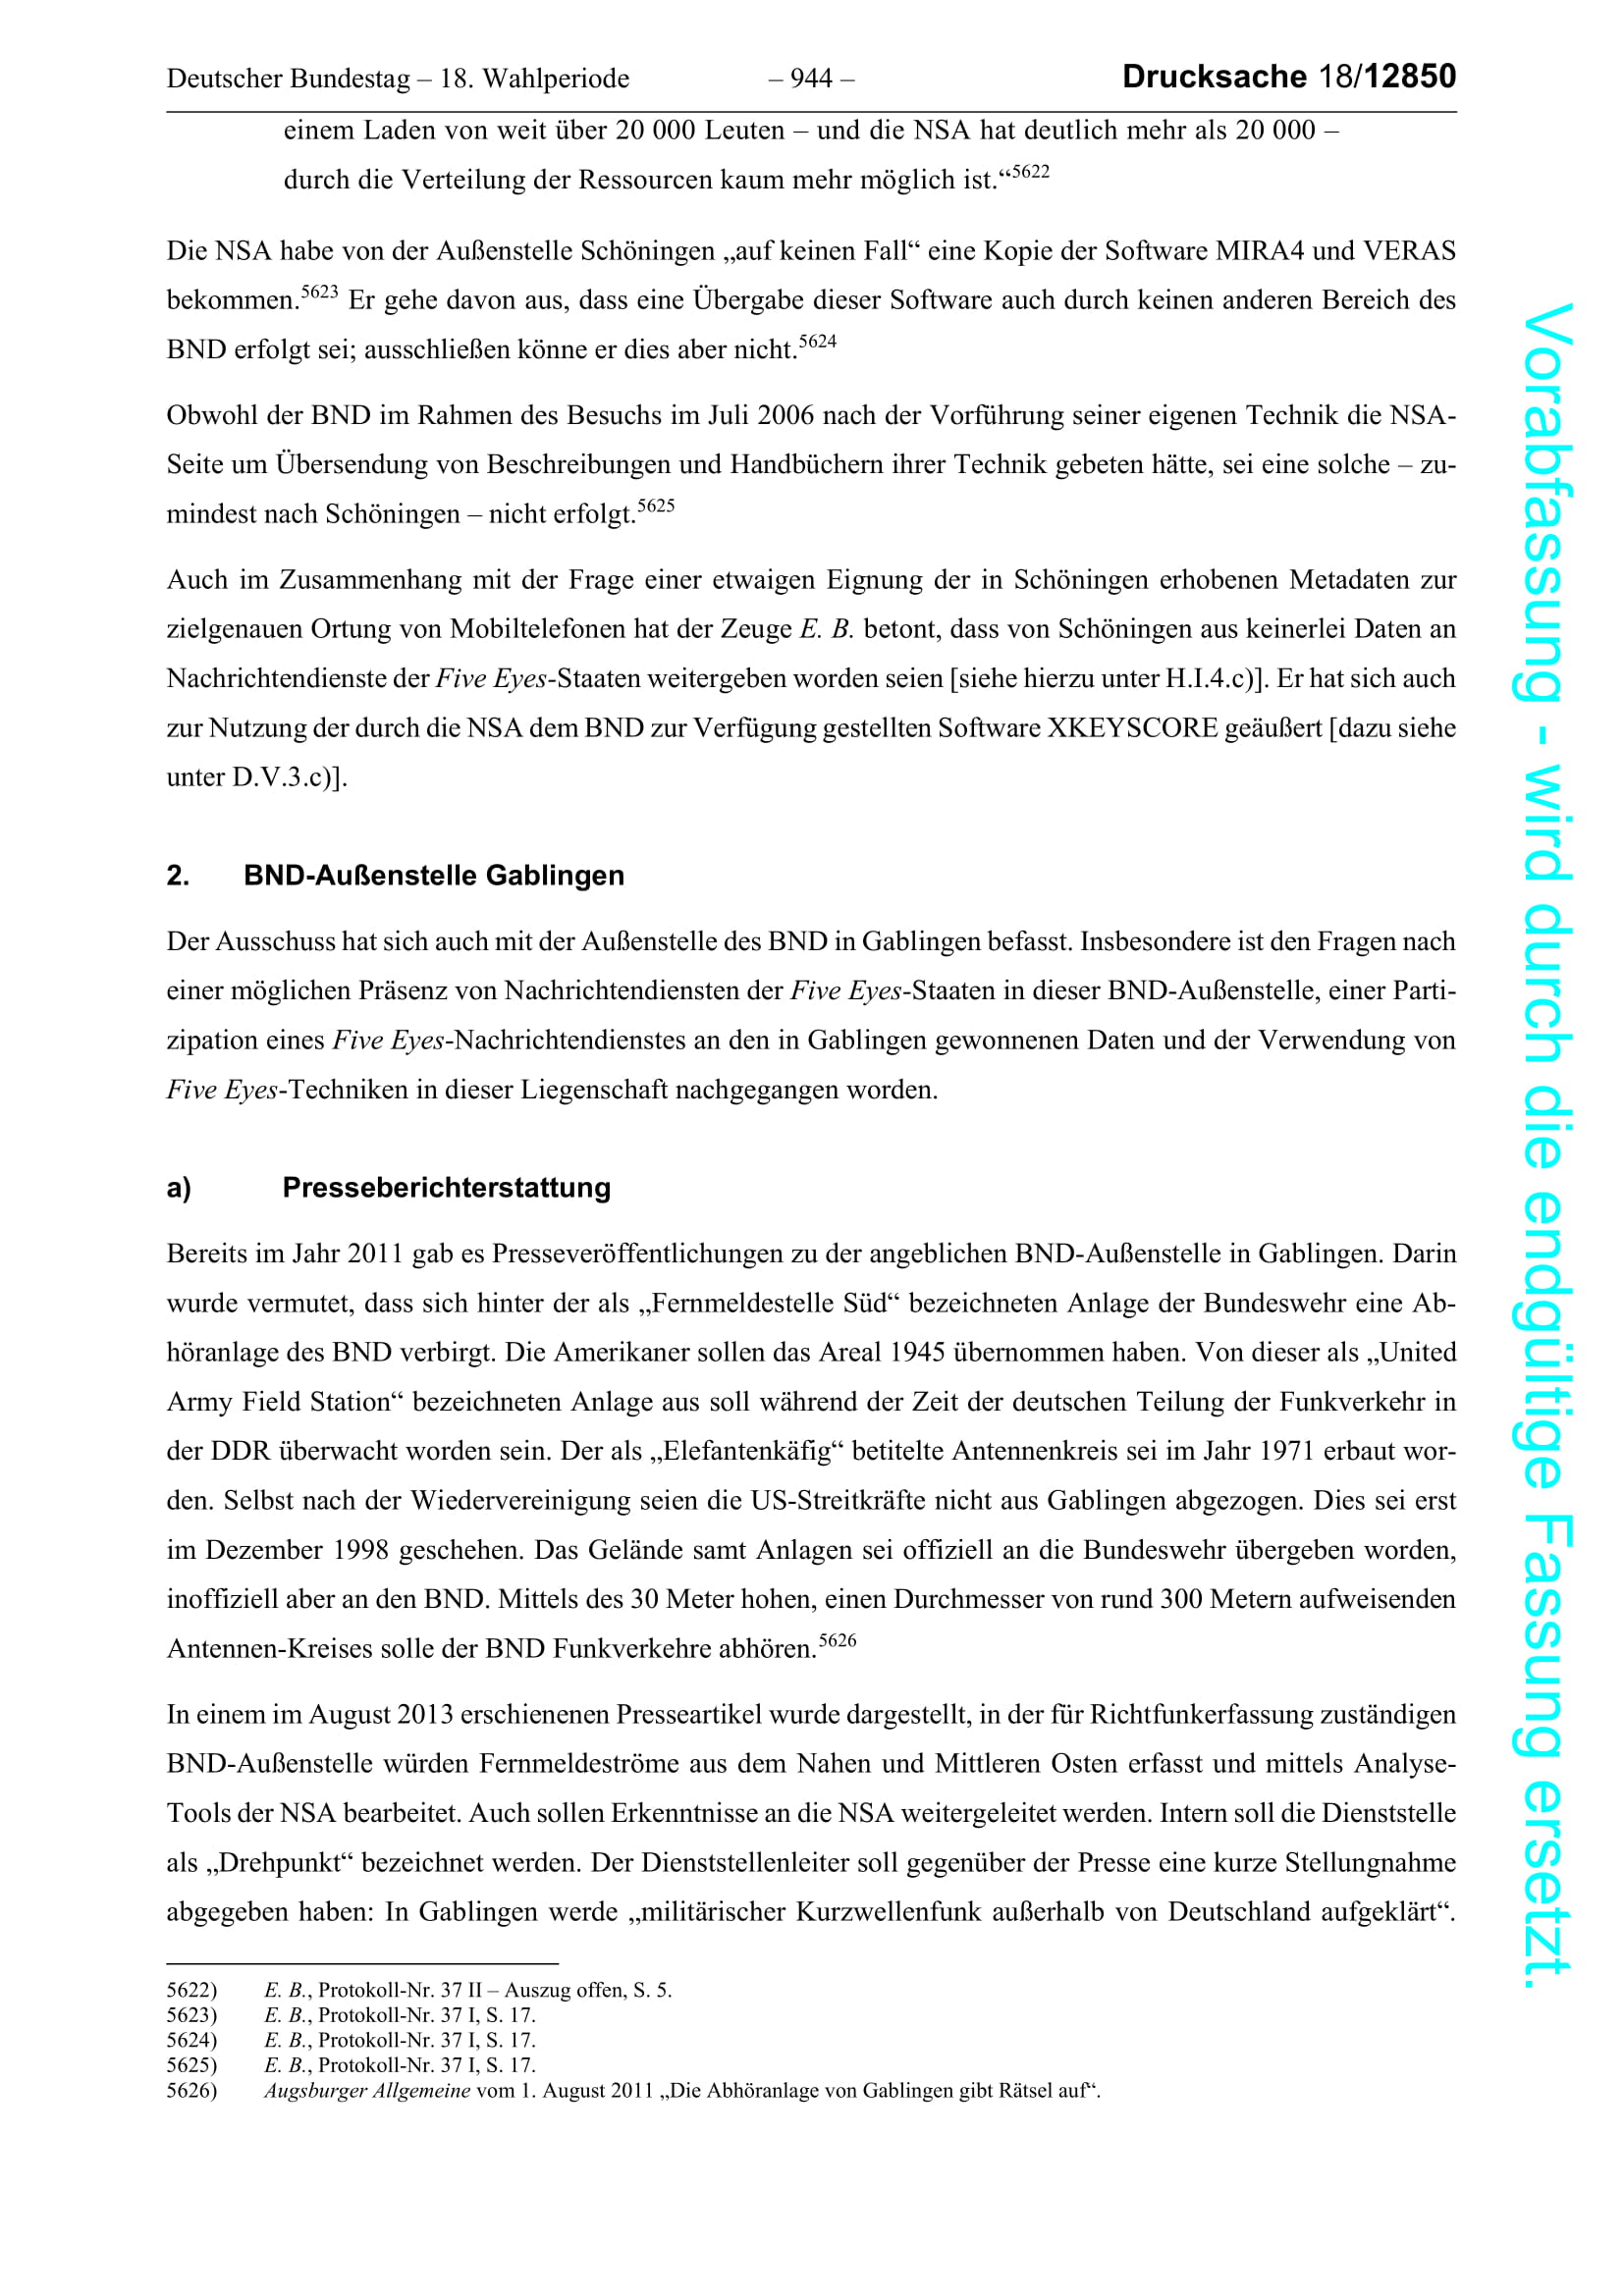 Deutscher Bundestag – 18. Wahlperiode – 944 – Drucksache 18/12850
einem Laden von weit über 20 000 Leuten – und die NSA hat deutlich mehr als 20 000 –
durch die Verteilung der Ressourcen kaum mehr möglich ist.“5622
Die NSA habe von der Außenstelle Schöningen „auf keinen Fall“ eine Kopie der Software MIRA4 und VERAS
bekommen.5623 Er gehe davon aus, dass eine Übergabe dieser Software auch durch keinen anderen Bereich des
BND erfolgt sei; ausschließen könne er dies aber nicht.5624
Obwohl der BND im Rahmen des Besuchs im Juli 2006 nach der Vorführung seiner eigenen Technik die NSA-
Seite um Übersendung von Beschreibungen und Handbüchern ihrer Technik gebeten hätte, sei eine solche – zu-
mindest nach Schöningen – nicht erfolgt.5625
Auch im Zusammenhang mit der Frage einer etwaigen Eignung der in Schöningen erhobenen Metadaten zur
zielgenauen Ortung von Mobiltelefonen hat der Zeuge E. B. betont, dass von Schöningen aus keinerlei Daten an
Nachrichtendienste der Five Eyes-Staaten weitergeben worden seien [siehe hierzu unter H.I.4.c)]. Er hat sich auch
zur Nutzung der durch die NSA dem BND zur Verfügung gestellten Software XKEYSCORE geäußert [dazu siehe
unter D.V.3.c)].
2. BND-Außenstelle Gablingen
Der Ausschuss hat sich auch mit der Außenstelle des BND in Gablingen befasst. Insbesondere ist den Fragen nach
einer möglichen Präsenz von Nachrichtendiensten der Five Eyes-Staaten in dieser BND-Außenstelle, einer Parti-
zipation eines Five Eyes-Nachrichtendienstes an den in Gablingen gewonnenen Daten und der Verwendung von
Five Eyes-Techniken in dieser Liegenschaft nachgegangen worden.
a) Presseberichterstattung
Bereits im Jahr 2011 gab es Presseveröffentlichungen zu der angeblichen BND-Außenstelle in Gablingen. Darin
wurde vermutet, dass sich hinter der als „Fernmeldestelle Süd“ bezeichneten Anlage der Bundeswehr eine Ab-
höranlage des BND verbirgt. Die Amerikaner sollen das Areal 1945 übernommen haben. Von dieser als „United
Army Field Station“ bezeichneten Anlage aus soll während der Zeit der deutschen Teilung der Funkverkehr in
der DDR überwacht worden sein. Der als „Elefantenkäfig“ betitelte Antennenkreis sei im Jahr 1971 erbaut wor-
den. Selbst nach der Wiedervereinigung seien die US-Streitkräfte nicht aus Gablingen abgezogen. Dies sei erst
im Dezember 1998 geschehen. Das Gelände samt Anlagen sei offiziell an die Bundeswehr übergeben worden,
inoffiziell aber an den BND. Mittels des 30 Meter hohen, einen Durchmesser von rund 300 Metern aufweisenden
Antennen-Kreises solle der BND Funkverkehre abhören.5626
In einem im August 2013 erschienenen Presseartikel wurde dargestellt, in der für Richtfunkerfassung zuständigen
BND-Außenstelle würden Fernmeldeströme aus dem Nahen und Mittleren Osten erfasst und mittels Analyse-
Tools der NSA bearbeitet. Auch sollen Erkenntnisse an die NSA weitergeleitet werden. Intern soll die Dienststelle
als „Drehpunkt“ bezeichnet werden. Der Dienststellenleiter soll gegenüber der Presse eine kurze Stellungnahme
abgegeben haben: In Gablingen werde „militärischer Kurzwellenfunk außerhalb von Deutschland aufgeklärt“.
5622) E. B., Protokoll-Nr. 37 II – Auszug offen, S. 5.
5623) E. B., Protokoll-Nr. 37 I, S. 17.
5624) E. B., Protokoll-Nr. 37 I, S. 17.
5625) E. B., Protokoll-Nr. 37 I, S. 17.
5626) Augsburger Allgemeine vom 1. August 2011 „Die Abhöranlage von Gablingen gibt Rätsel auf“.
Vorabfassung - wird durch die endgültige Fassung ersetzt.